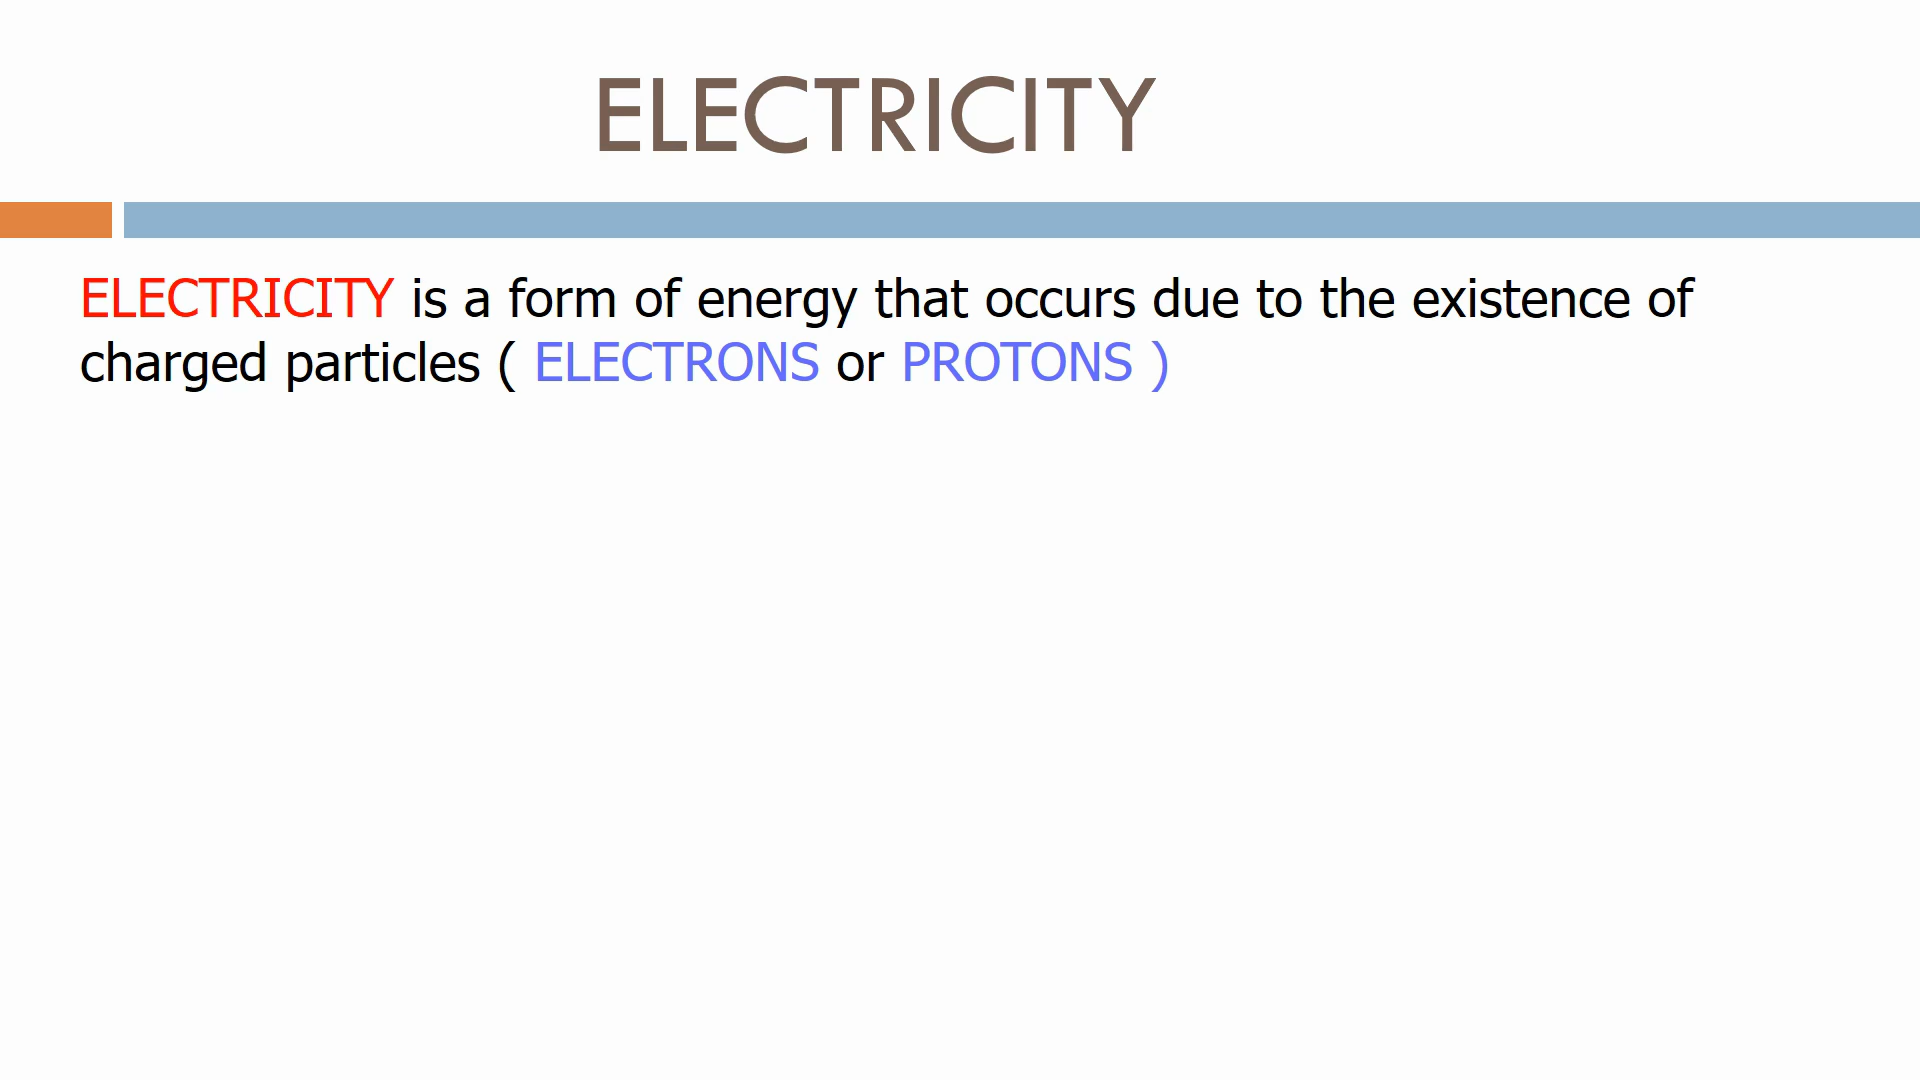 ELECTRICITY
ELECTRICITY is a form of energy that occurs due to the existence of
charged particles ( ELECTRONS or PROTONS )